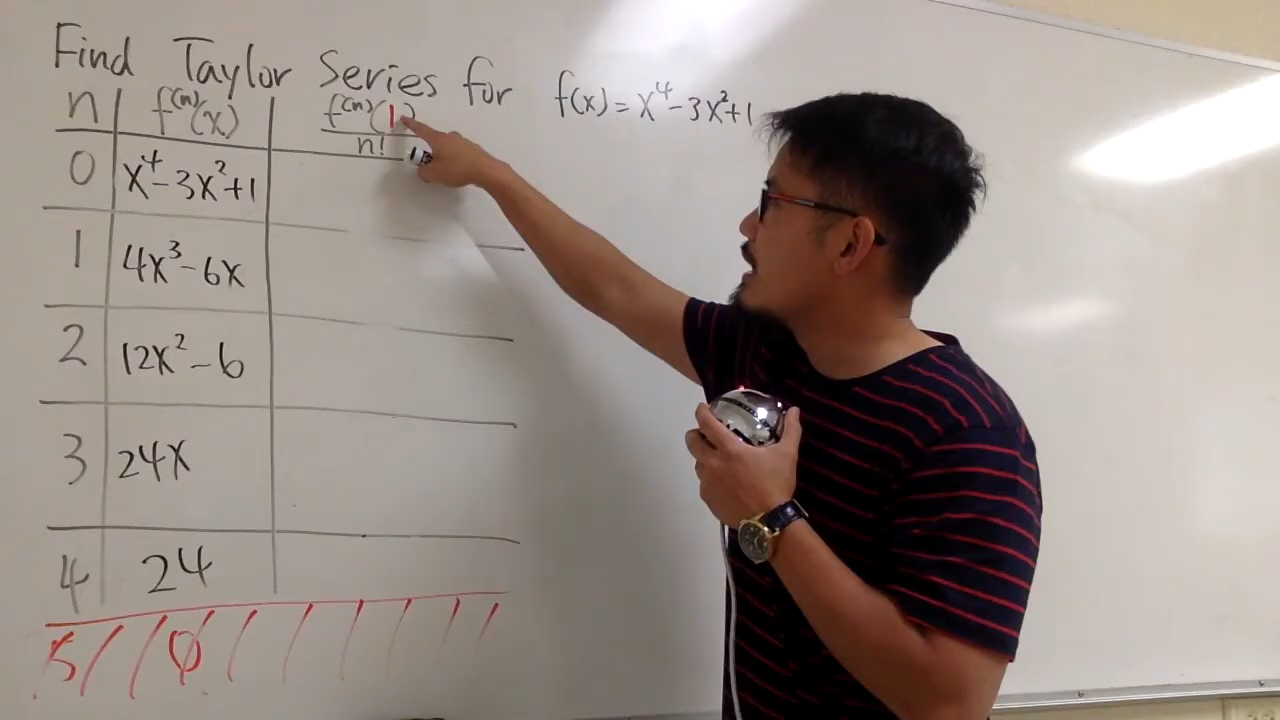 Find Taylor Series for f(x) = x⁴-3x²+1
n f⁽ⁿ⁾(x) f⁽ⁿ⁾(1)/n!
0 x⁴-3x²+1
1 4x³-6x
2 12x²-6
3 24x
4 24
5 0